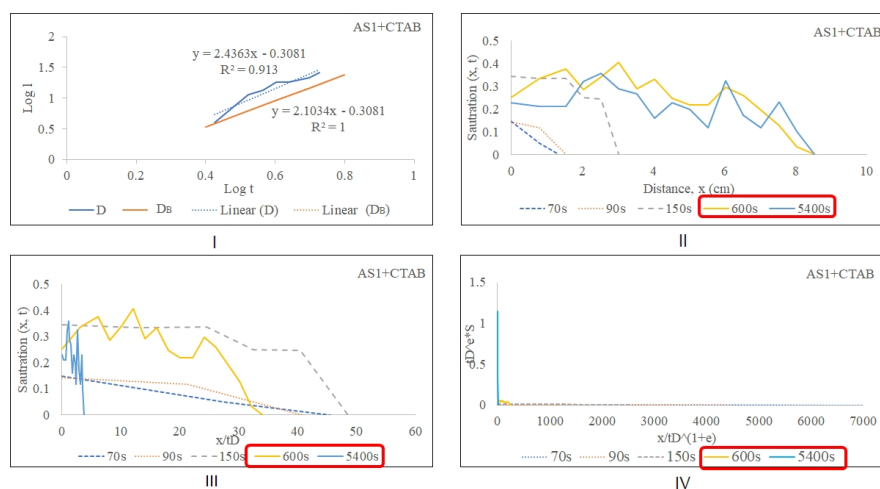 AS1+CTAB
y = 2.4363x - 0.3081
R² = 0.913
y = 2.1034x - 0.3081
R² = 1
Log l
2
1.5
1
0.5
0
0 0.2 0.4 0.6 0.8 1
Log t
D DB Linear (D) Linear (DB)
I
AS1+CTAB
Sautration (x, t)
0.5
0.4
0.3
0.2
0.1
0
0 2 4 6 8 10
Distance, x (cm)
70s 90s 150s 600s 5400s
II
AS1+CTAB
Sautration (x, t)
0.5
0.4
0.3
0.2
0.1
0
0 10 20 30 40 50 60
x/tD
70s 90s 150s 600s 5400s
III
AS1+CTAB
1.5
1
0.5
0
0 1000 2000 3000 4000 5000 6000 7000
x/tD^(1+e)
70s 90s 150s 600s 5400s
IV